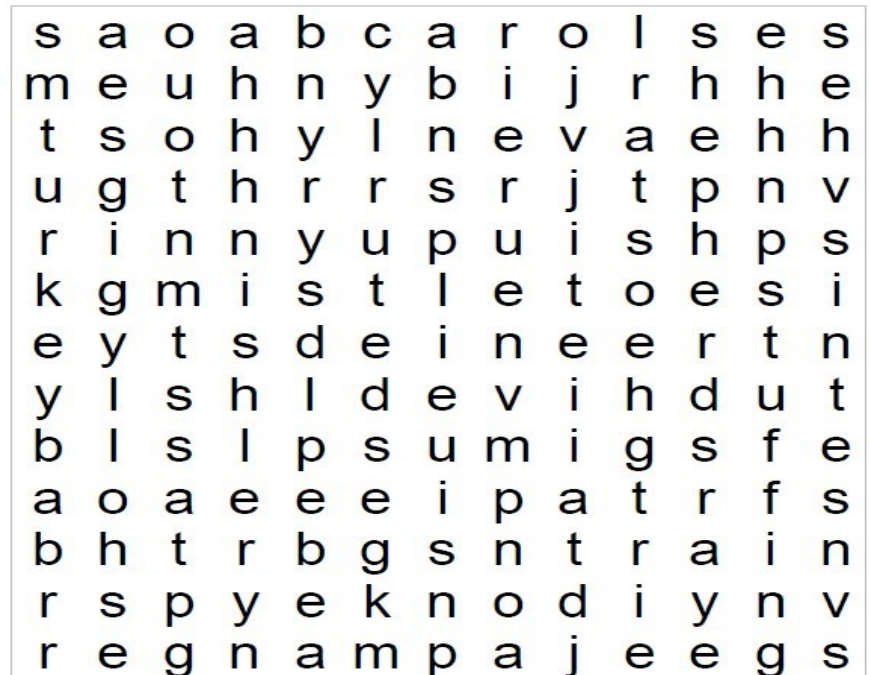 s a o a b c a r o l s e s
m e u h n y b i j r h h e
t s o h y l n e v a e h h
u g t h r r s r j t p n v
r i n n y u p u i s h p s
k g m i s t l e t o e s i
e y t s d e i n e e r t n
y l s h l d e v i h d u t
b l s l p s u m i g s f e
a o a e e e i p a t r f s
b h t r b g s n t r a i n
r s p y e k n o d i y n v
r e g n a m p a j e e g s